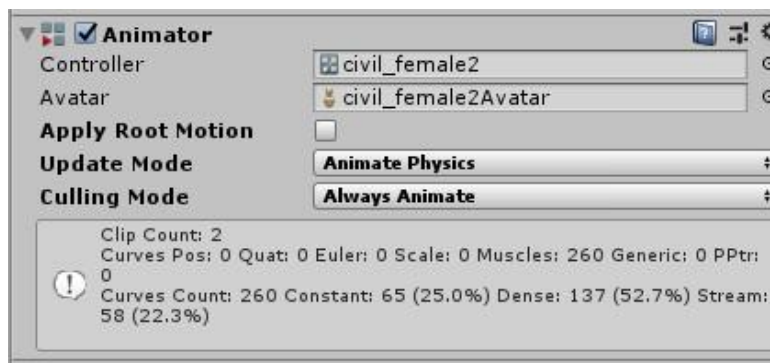 Animator
Controller civil_female2
Avatar civil_female2Avatar
Apply Root Motion
Update Mode Animate Physics
Culling Mode Always Animate
Clip Count: 2
Curves Pos: 0 Quat: 0 Euler: 0 Scale: 0 Muscles: 260 Generic: 0 PPtr:
0
Curves Count: 260 Constant: 65 (25.0%) Dense: 137 (52.7%) Stream:
58 (22.3%)